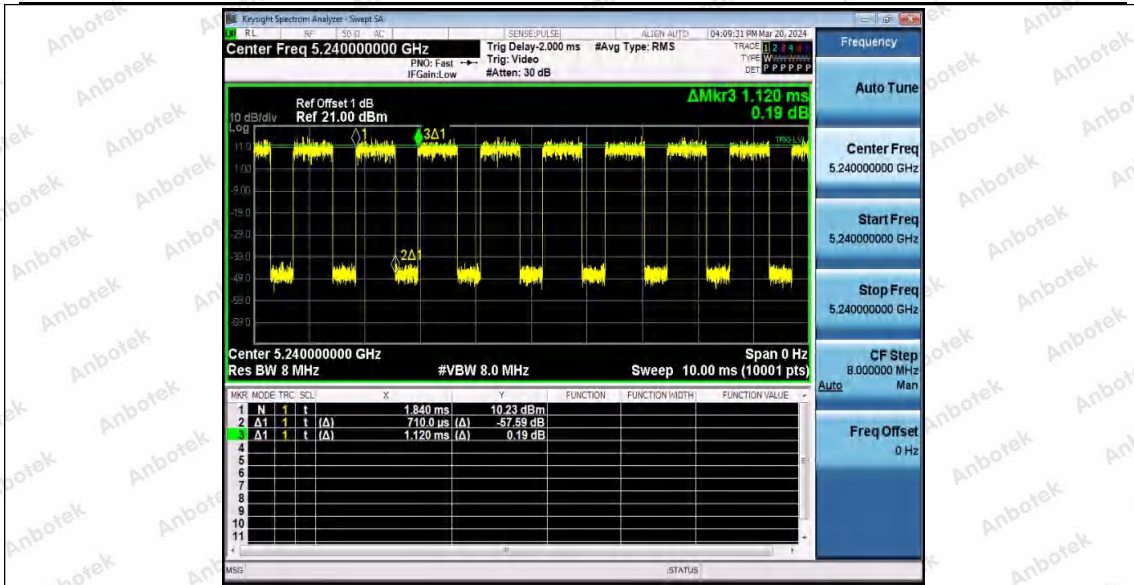 Keysight Spectrum Analyzer - Swept SA
RL RF 50 Ω AC SENSE:PULSE ALIGN AUTO 04:09:31 PM Mar 20, 2024
Center Freq 5.240000000 GHz
PNO: Fast
IFGain:Low
Trig Delay-2.000 ms
Trig: Video
#Atten: 30 dB
#Avg Type: RMS
TRACE 1 2 3 4 5 6
TYPE W
DET P P P P P P
Ref Offset 1 dB
10 dB/div Ref 21.00 dBm
Log
ΔMkr3 1.120 ms
0.19 dB
11.0
1.00
-9.00
-19.0
-29.0
-39.0
-49.0
-59.0
-69.0
1
3Δ1
2Δ1
TRIG LVL
Center 5.240000000 GHz Span 0 Hz
Res BW 8 MHz #VBW 8.0 MHz Sweep 10.00 ms (10001 pts)
MKR MODE TRC SCL X Y FUNCTION FUNCTION WIDTH FUNCTION VALUE
1 N 1 t 1.840 ms 10.23 dBm
2 Δ1 1 t (Δ) 710.0 µs (Δ) -57.59 dB
3 Δ1 1 t (Δ) 1.120 ms (Δ) 0.19 dB
4
5
6
7
8
9
10
11
MSG STATUS
Frequency
Auto Tune
Center Freq
5.240000000 GHz
Start Freq
5.240000000 GHz
Stop Freq
5.240000000 GHz
CF Step
8.000000 MHz
Auto Man
Freq Offset
0 Hz
Anbotek